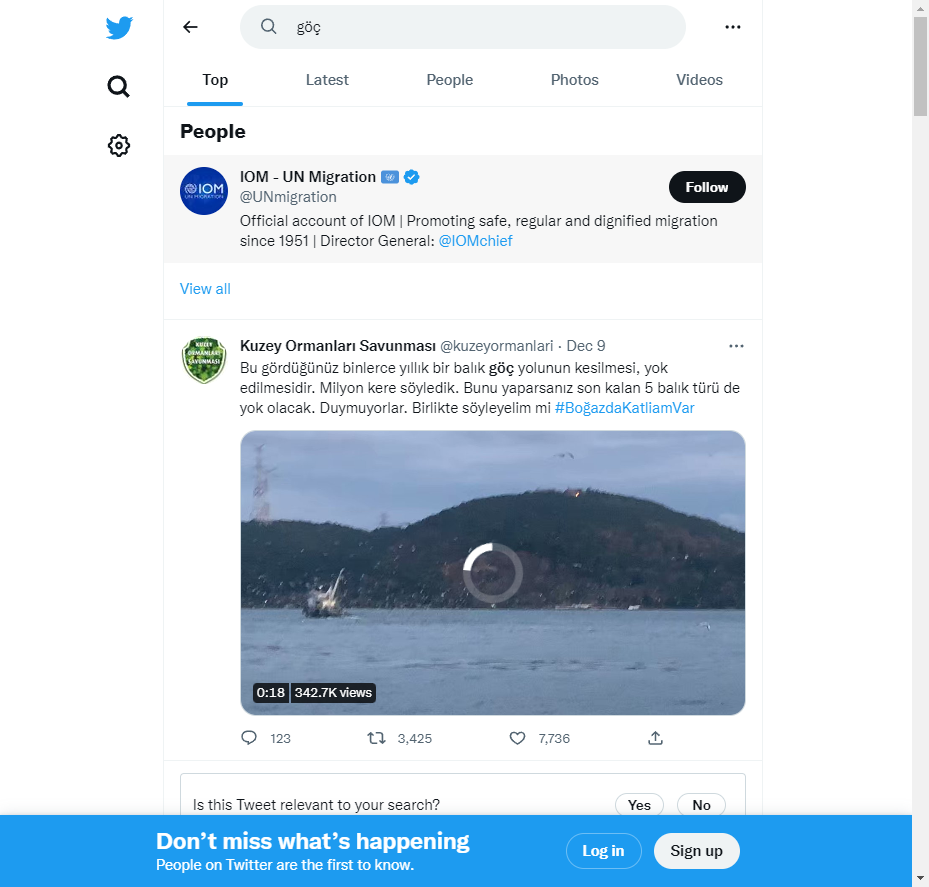 göç
Top Latest People Photos Videos
People
IOM - UN Migration
@UNmigration
Follow
IOM
UN MIGRATION
Official account of IOM | Promoting safe, regular and dignified migration
since 1951 | Director General: @IOMchief
View all
KUZEY
ORMANLARI
SAVUNMASI
Kuzey Ormanları Savunması @kuzeyormanlari · Dec 9
Bu gördüğünüz binlerce yıllık bir balık göç yolunun kesilmesi, yok
edilmesidir. Milyon kere söyledik. Bunu yaparsanız son kalan 5 balık türü de
yok olacak. Duymuyorlar. Birlikte söyleyelim mi #BoğazdaKatliamVar
0:18 342.7K views
123 3,425 7,736
Is this Tweet relevant to your search? Yes No
Don’t miss what’s happening
People on Twitter are the first to know.
Log in Sign up